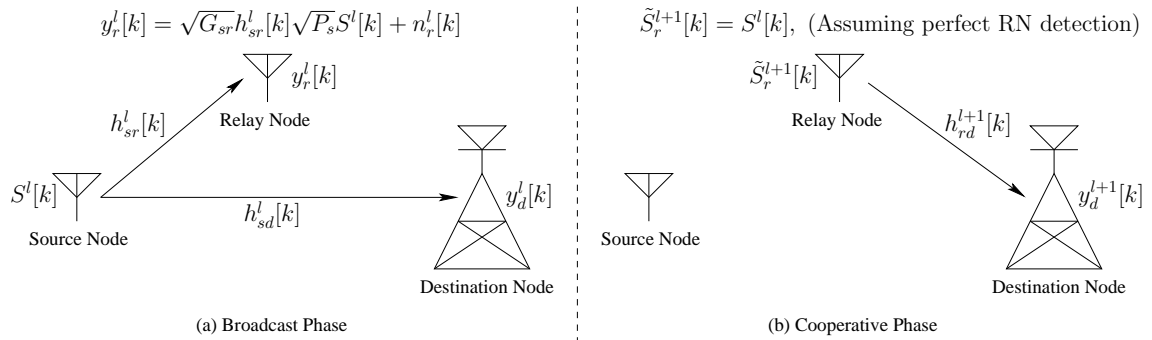 $y_r^l[k] = \sqrt{G_{sr}} h_{sr}^l[k] \sqrt{P_s} S^l[k] + n_r^l[k]$
$y_r^l[k]$
Relay Node
$h_{sr}^l[k]$
$S^l[k]$
$y_d^l[k]$
$h_{sd}^l[k]$
Source Node
Destination Node
(a) Broadcast Phase
$\tilde{S}_r^{l+1}[k] = S^l[k],$ (Assuming perfect RN detection)
$\tilde{S}_r^{l+1}[k]$
Relay Node
$h_{rd}^{l+1}[k]$
$y_d^{l+1}[k]$
Source Node
Destination Node
(b) Cooperative Phase